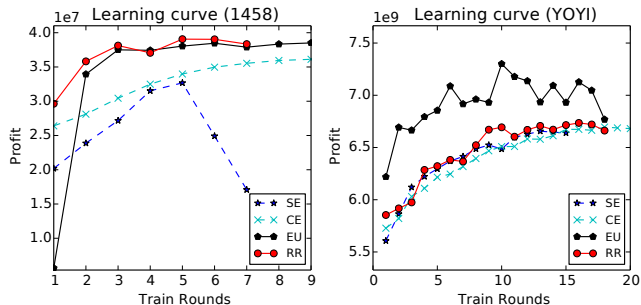 1e7 Learning curve (1458)
4.0
3.5
3.0
2.5
2.0
1.5
1.0
Profit
1 2 3 4 5 6 7 8 9
Train Rounds
SE
CE
EU
RR
1e9 Learning curve (YOYI)
7.5
7.0
6.5
6.0
5.5
Profit
0 5 10 15 20
Train Rounds
SE
CE
EU
RR